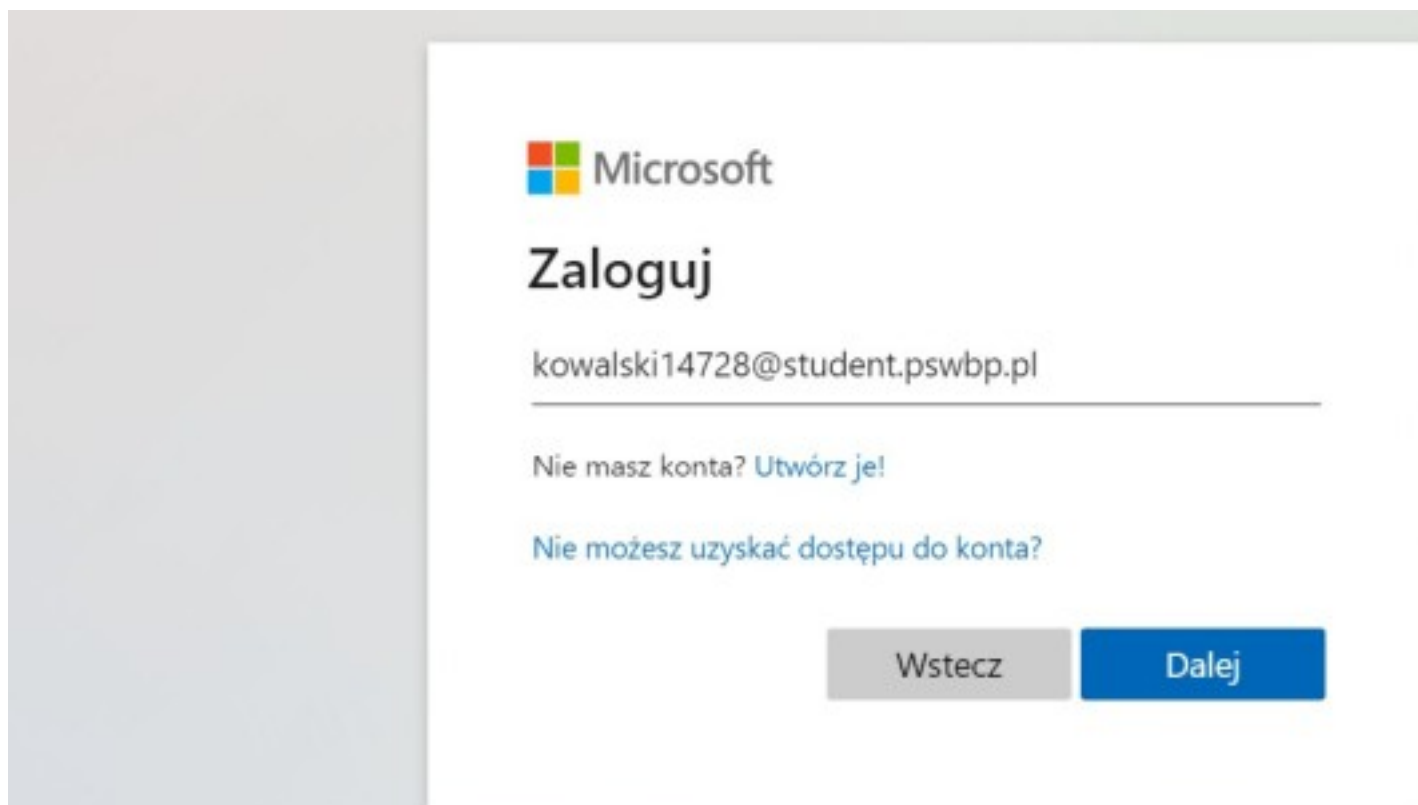 Microsoft
Zaloguj
kowalski14728@student.pswbp.pl
Nie masz konta? Utwórz je!
Nie możesz uzyskać dostępu do konta?
Wstecz Dalej